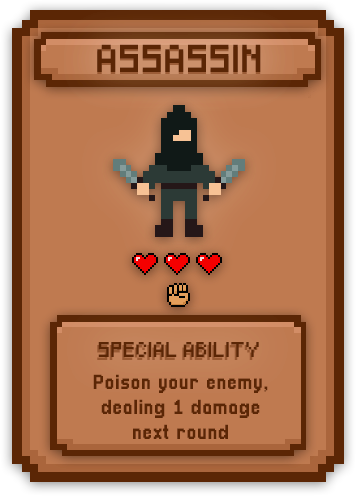 ASSASSIN
SPECIAL ABILITY
Poison your enemy,
dealing 1 damage
next round